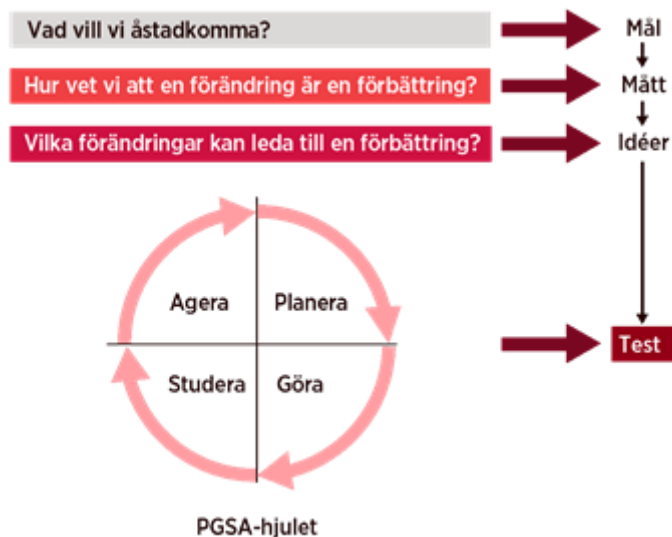 Vad vill vi åstadkomma?
Mål
Hur vet vi att en förändring är en förbättring?
Mått
Vilka förändringar kan leda till en förbättring?
Idéer
Agera
Planera
Test
Studera
Göra
PGSA-hjulet